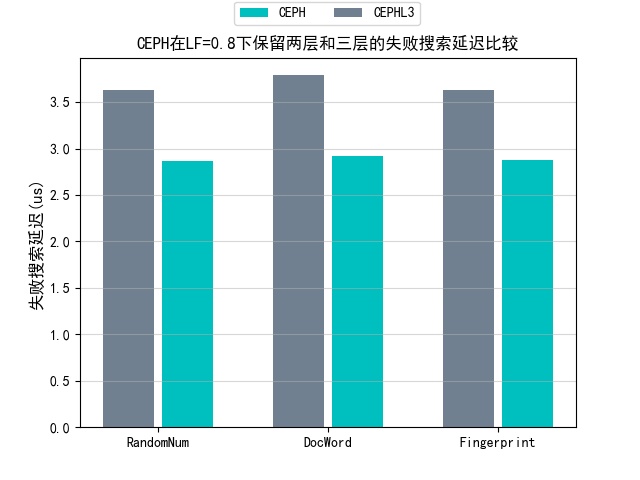 CEPH CEPHL3
CEPH在LF=0.8下保留两层和三层的失败搜索延迟比较
失败搜索延迟(us)
3.5
3.0
2.5
2.0
1.5
1.0
0.5
0.0
RandomNum DocWord Fingerprint